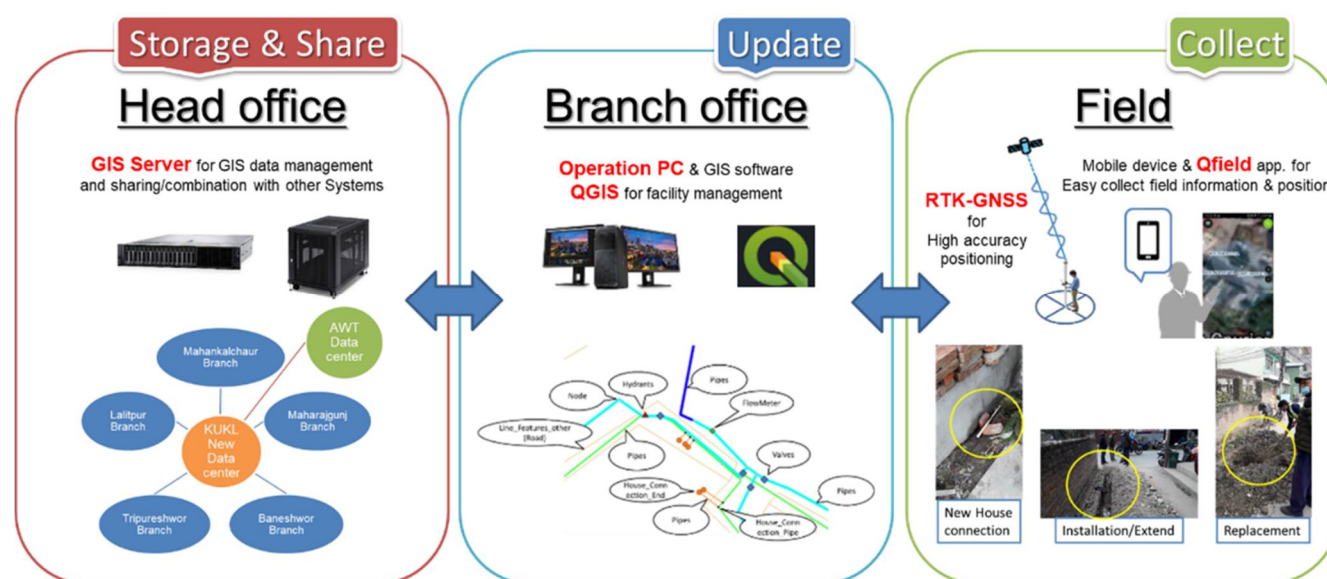 Storage & Share
Head office
GIS Server for GIS data management
and sharing/combination with other Systems
AWT
Data
center
Mahankalchaur
Branch
Lalitpur
Branch
Maharajgunj
Branch
KUKL
New
Data
center
Tripureshwor
Branch
Baneshwor
Branch
Update
Branch office
Operation PC & GIS software
QGIS for facility management
Hydrants
Pipes
Node
FlowMeter
Line_Features_other
(Road)
Pipes
Valves
House_Conn
ection_End
Pipes
Pipes
House_Conn
ection_Pipe
Collect
Field
Mobile device & Qfield app. for
Easy collect field information & position
RTK-GNSS
for
High accuracy
positioning
New House
connection
Installation/Extend
Replacement